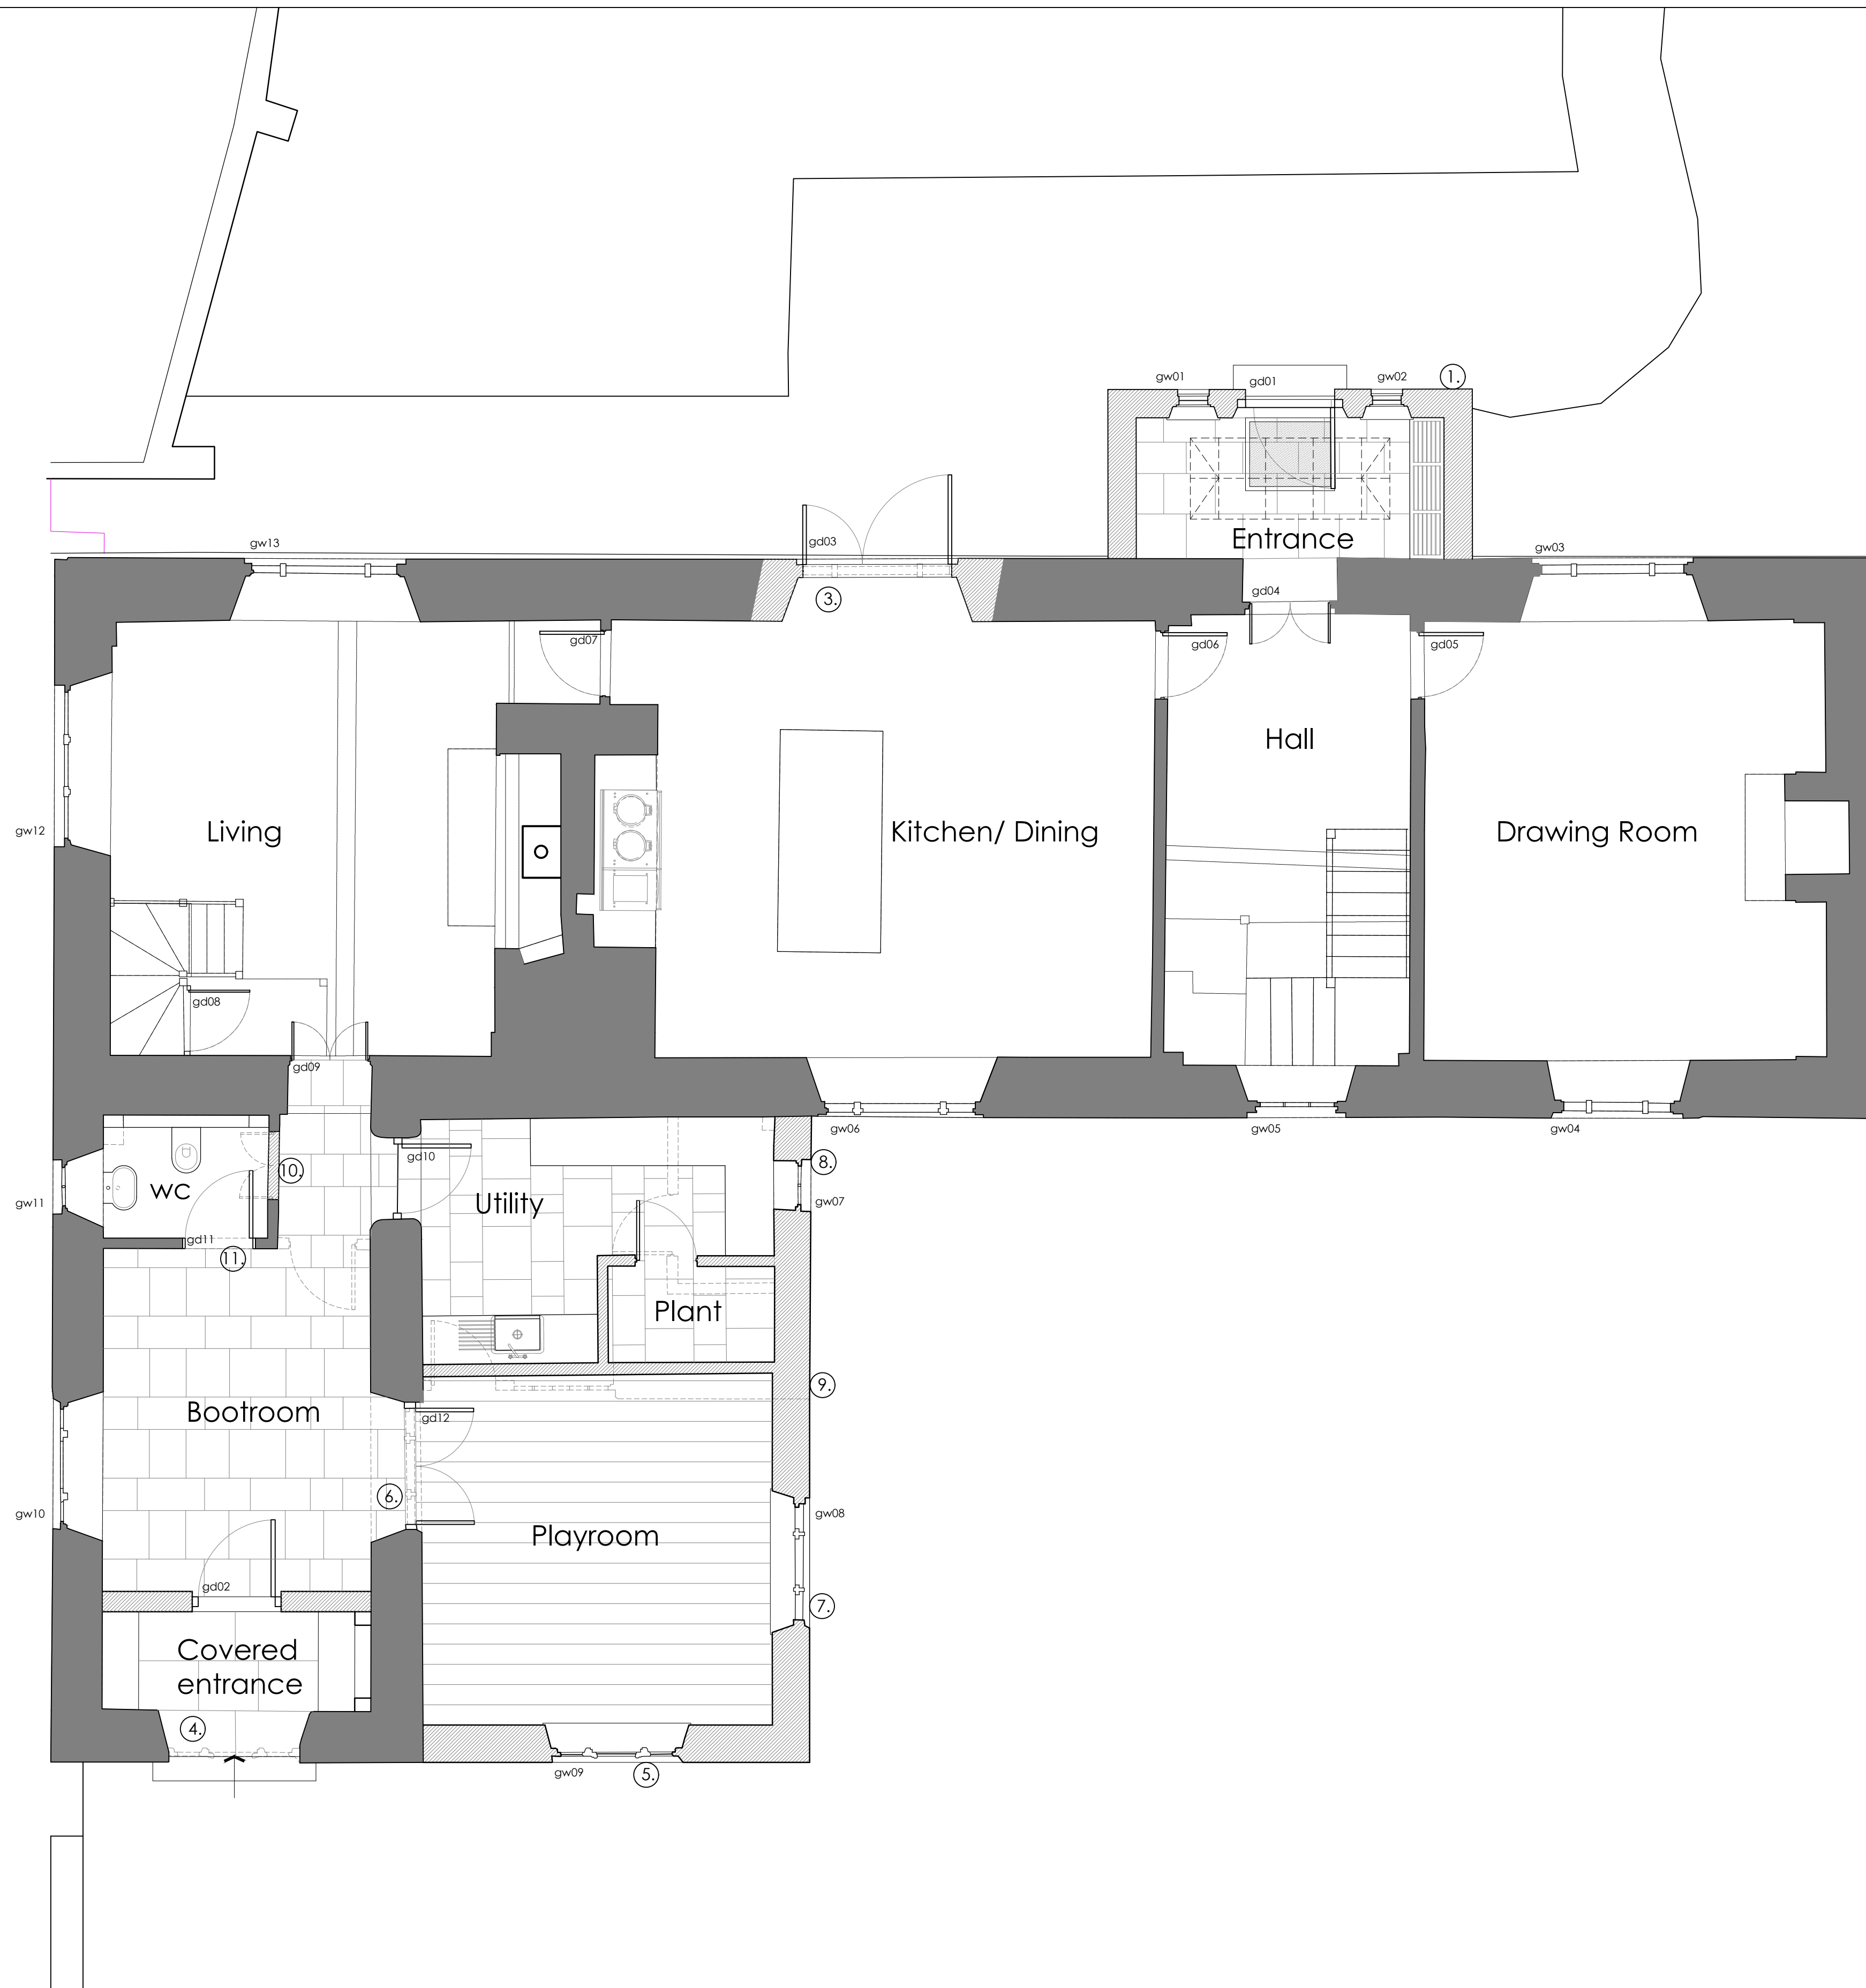 gw01
gd01
gw02
1.
gw13
gd03
Entrance
gw03
3.
gd04
gd07
gd06
gd05
Hall
gw12
Living
Kitchen/ Dining
Drawing Room
gd08
gd09
gw06
gw05
gw04
gd10
8.
10.
wc
gw11
Utility
gw07
gd11
11.
Plant
9.
Bootroom
gd12
6.
gw10
gw08
Playroom
gd02
7.
Covered
entrance
4.
gw09
5.